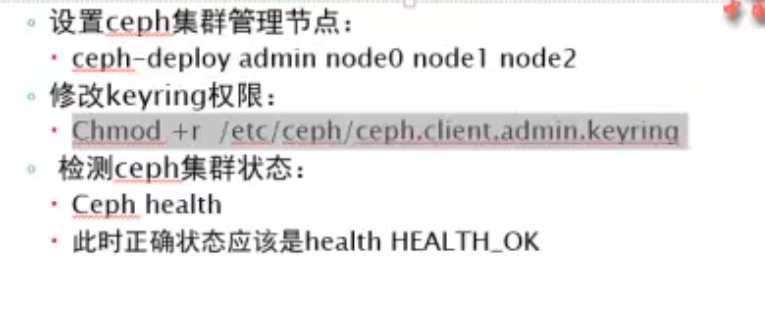 设置ceph集群管理节点：
ceph-deploy admin node0 node1 node2
修改keyring权限：
Chmod +r /etc/ceph/ceph.client.admin.keyring
检测ceph集群状态：
Ceph health
此时正确状态应该是health HEALTH_OK